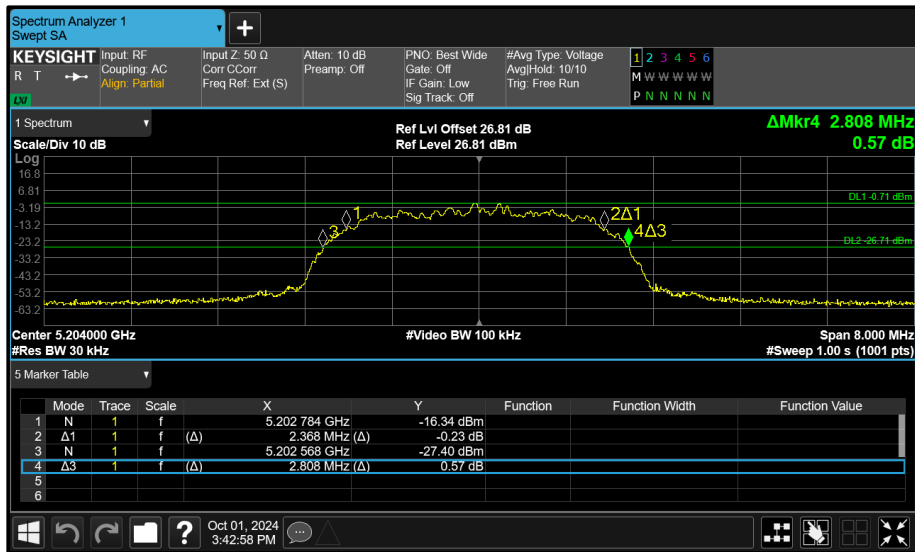 Spectrum Analyzer 1
Swept SA
+
KEYSIGHT Input: RF Input Z: 50 Ω Atten: 10 dB PNO: Best Wide #Avg Type: Voltage 1 2 3 4 5 6
R T Coupling: AC Corr CCorr Preamp: Off Gate: Off Avg|Hold: 10/10 M W W W W W
Align: Partial Freq Ref: Ext (S) IF Gain: Low Trig: Free Run
LXI Sig Track: Off P N N N N N
1 Spectrum
Ref Lvl Offset 26.81 dB ΔMkr4 2.808 MHz
Scale/Div 10 dB Ref Level 26.81 dBm 0.57 dB
Log
16.8
6.81
DL1 -0.71 dBm
-3.19
1 2Δ1
-13.2
3 4Δ3
-23.2 DL2 -26.71 dBm
-33.2
-43.2
-53.2
-63.2
Center 5.204000 GHz #Video BW 100 kHz Span 8.000 MHz
#Res BW 30 kHz #Sweep 1.00 s (1001 pts)
5 Marker Table
Mode Trace Scale X Y Function Function Width Function Value
1 N 1 f 5.202 784 GHz -16.34 dBm
2 Δ1 1 f (Δ) 2.368 MHz (Δ) -0.23 dB
3 N 1 f 5.202 568 GHz -27.40 dBm
4 Δ3 1 f (Δ) 2.808 MHz (Δ) 0.57 dB
5
6
? Oct 01, 2024
3:42:58 PM